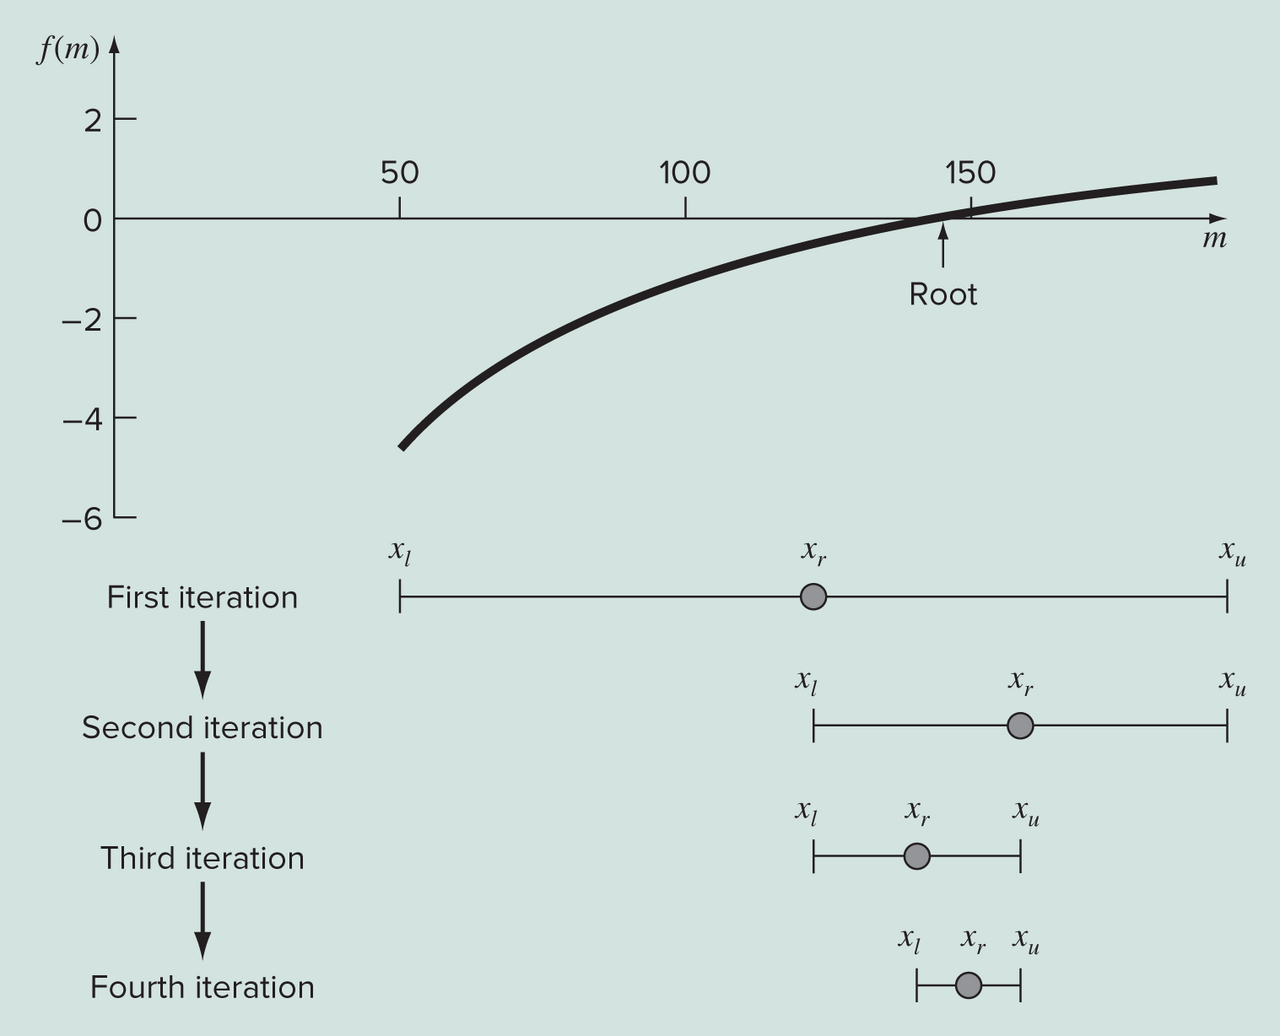 f(m)
2
50 100 150
0
m
Root
–2
–4
–6
x_l x_r x_u
First iteration
x_l x_r x_u
Second iteration
x_l x_r x_u
Third iteration
x_l x_r x_u
Fourth iteration